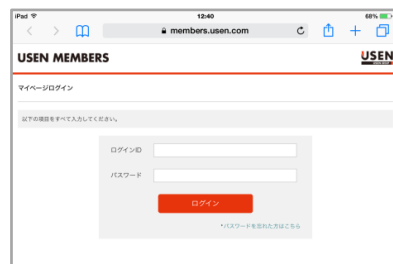 iPad 12:40 68%
members.usen.com
USEN MEMBERS USEN
マイページログイン
以下の項目をすべて入力してください。
ログインID
パスワード
ログイン
*パスワードを忘れた方はこちら